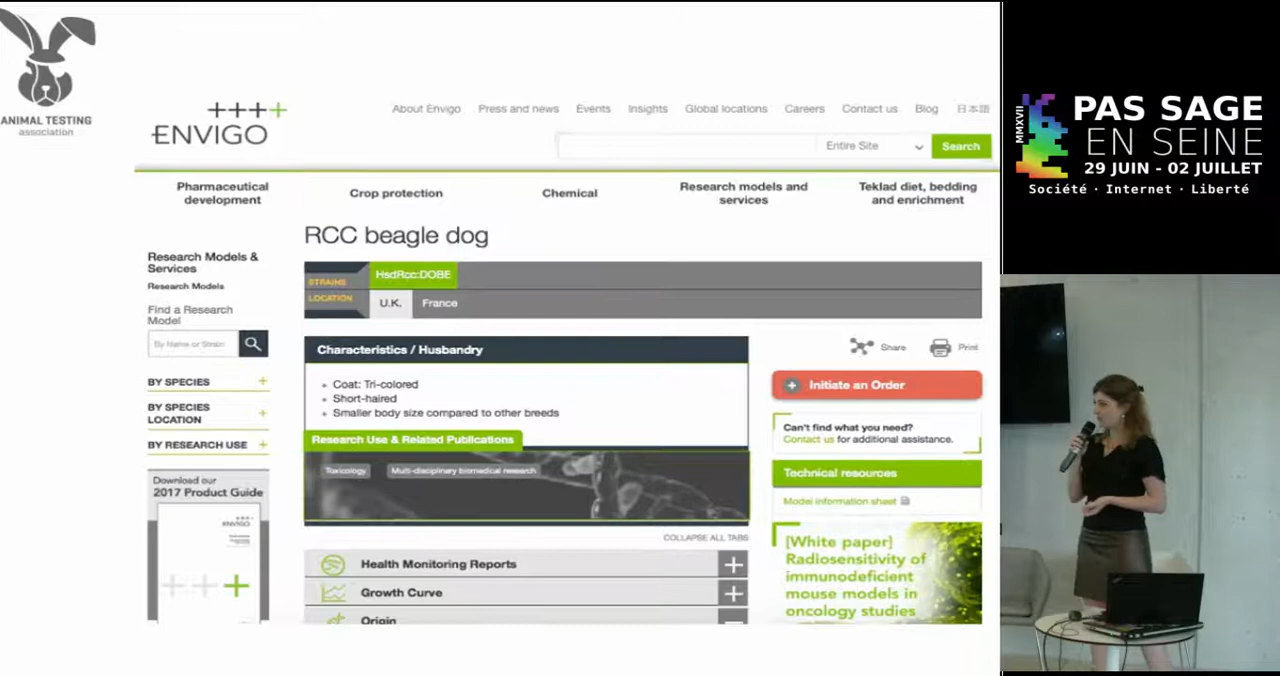 ANIMAL TESTING
association
++++
ENVIGO
About Envigo Press and news Events Insights Global locations Careers Contact us Blog 日本語
Entire Site Search
Pharmaceutical
development
Crop protection
Chemical
Research models and
services
Teklad diet, bedding
and enrichment
RCC beagle dog
STRAINS HsdRcc:DOBE
LOCATION U.K. France
Research Models &
Services
Research Models
Find a Research
Model
By Name or Strain
BY SPECIES +
BY SPECIES
LOCATION +
BY RESEARCH USE +
Download our
2017 Product Guide
ENVIGO
Characteristics / Husbandry
• Coat: Tri-colored
• Short-haired
• Smaller body size compared to other breeds
Research Use & Related Publications
Toxicology Multi-disciplinary biomedical research
COLLAPSE ALL TABS
Health Monitoring Reports
Growth Curve
Origin
Share Print
Initiate an Order
Can't find what you need?
Contact us for additional assistance.
Technical resources
Model information sheet
[White paper]
Radiosensitivity of
immunodeficient
mouse models in
oncology studies
MMXVII
PAS SAGE
EN SEINE
29 JUIN - 02 JUILLET
Société · Internet · Liberté